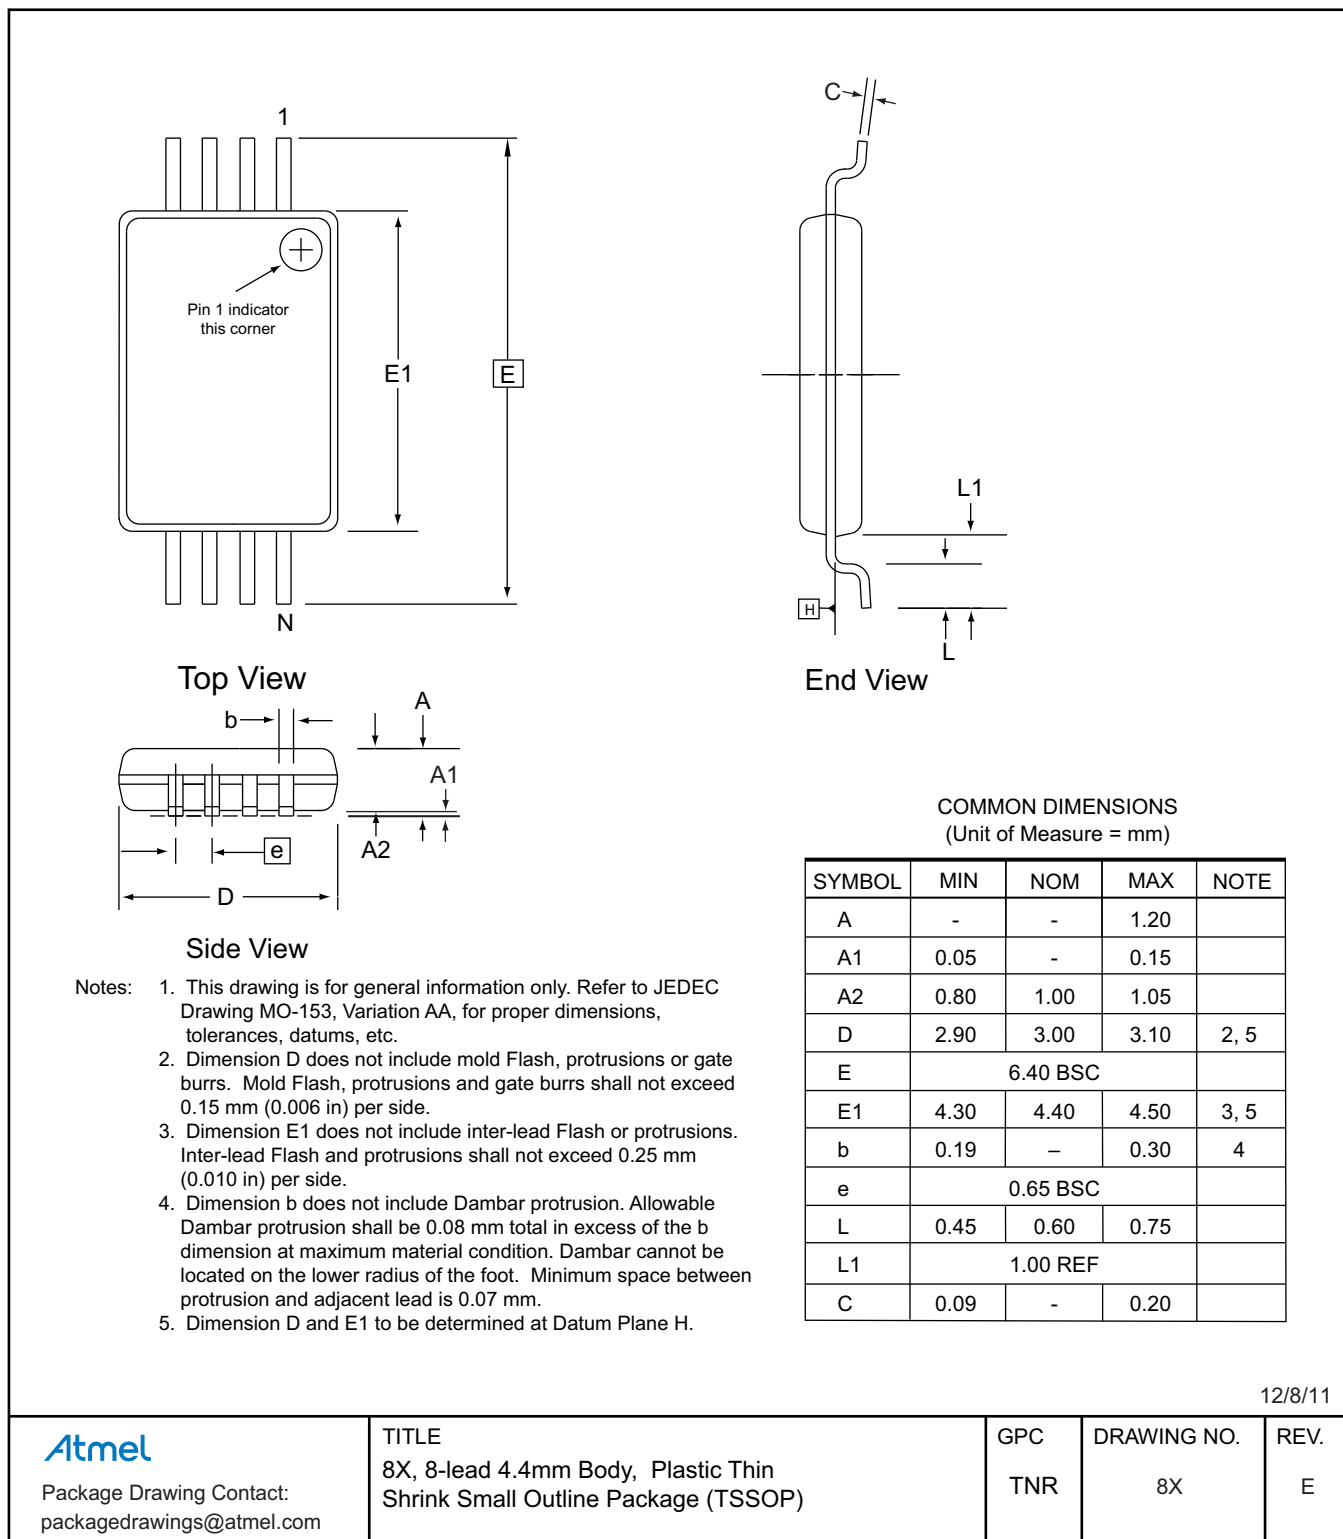 1
C
Pin 1 indicator
this corner
E1
E
L1
H
N
L
Top View
End View
b
A
A1
e
A2
D
Side View
COMMON DIMENSIONS
(Unit of Measure = mm)
SYMBOL MIN NOM MAX NOTE
A - - 1.20
A1 0.05 - 0.15
A2 0.80 1.00 1.05
D 2.90 3.00 3.10 2, 5
E 6.40 BSC
E1 4.30 4.40 4.50 3, 5
b 0.19 – 0.30 4
e 0.65 BSC
L 0.45 0.60 0.75
L1 1.00 REF
C 0.09 - 0.20
Notes: 1. This drawing is for general information only. Refer to JEDEC
Drawing MO-153, Variation AA, for proper dimensions,
tolerances, datums, etc.
2. Dimension D does not include mold Flash, protrusions or gate
burrs. Mold Flash, protrusions and gate burrs shall not exceed
0.15 mm (0.006 in) per side.
3. Dimension E1 does not include inter-lead Flash or protrusions.
Inter-lead Flash and protrusions shall not exceed 0.25 mm
(0.010 in) per side.
4. Dimension b does not include Dambar protrusion. Allowable
Dambar protrusion shall be 0.08 mm total in excess of the b
dimension at maximum material condition. Dambar cannot be
located on the lower radius of the foot. Minimum space between
protrusion and adjacent lead is 0.07 mm.
5. Dimension D and E1 to be determined at Datum Plane H.
12/8/11
Atmel
Package Drawing Contact:
packagedrawings@atmel.com
TITLE
8X, 8-lead 4.4mm Body, Plastic Thin
Shrink Small Outline Package (TSSOP)
GPC
TNR
DRAWING NO.
8X
REV.
E